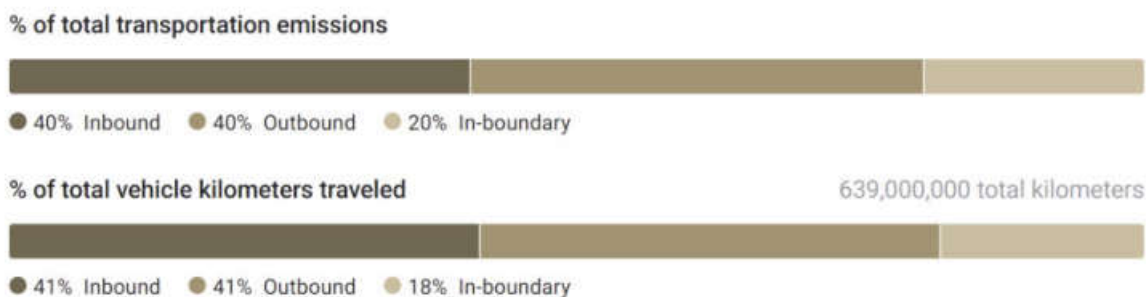 % of total transportation emissions
40% Inbound 40% Outbound 20% In-boundary
% of total vehicle kilometers traveled 639,000,000 total kilometers
41% Inbound 41% Outbound 18% In-boundary